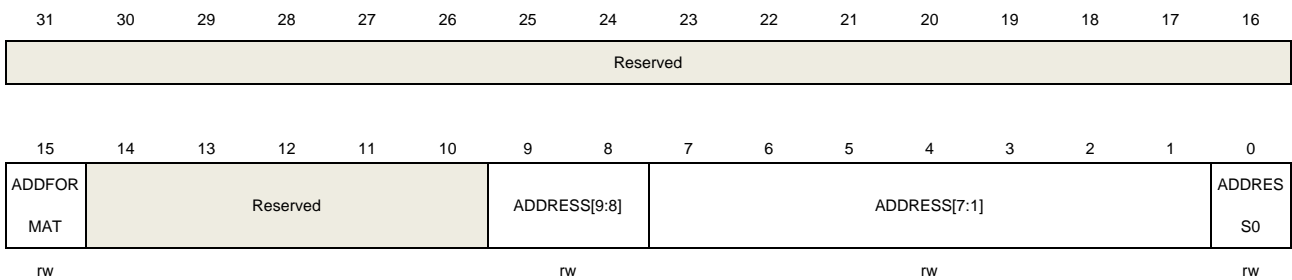 31 30 29 28 27 26 25 24 23 22 21 20 19 18 17 16
Reserved
15 14 13 12 11 10 9 8 7 6 5 4 3 2 1 0
ADDFOR
MAT
Reserved
ADDRESS[9:8]
ADDRESS[7:1]
ADDRES
S0
rw rw rw rw